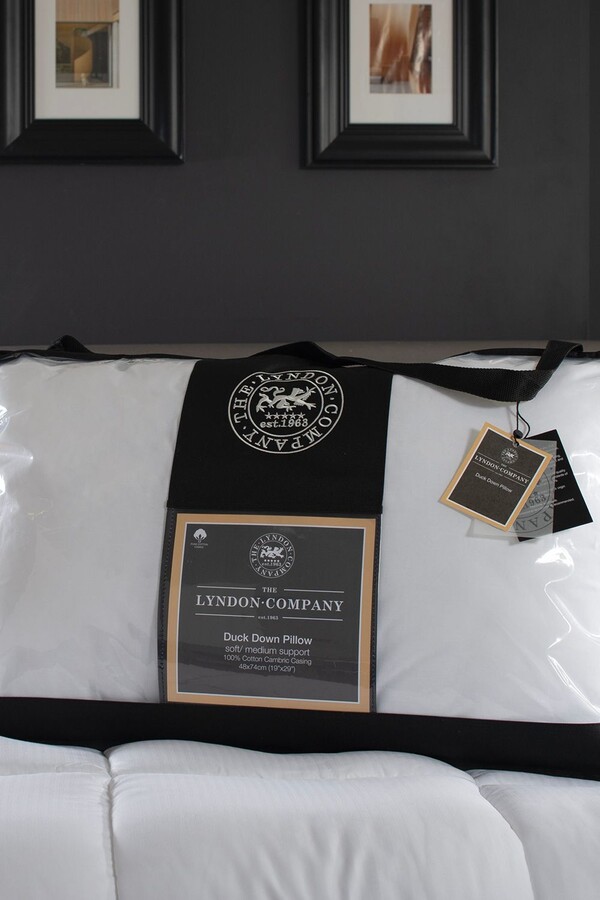 THE·LYNDON·COMPANY·
est.1963
THE
LYNDON·COMPANY
Duck Down Pillow
THE·LYNDON·COMPANY·
THE
LYNDON·COMPANY
est.1963
Duck Down Pillow
soft/ medium support
100% Cotton Cambric Casing
48x74cm (19"x29")